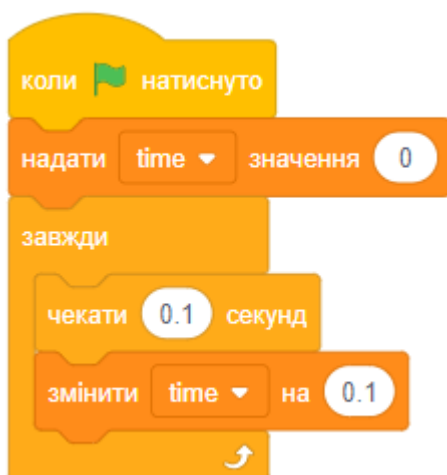 коли натиснуто
надати time значення 0
завжди
чекати 0.1 секунд
змінити time на 0.1